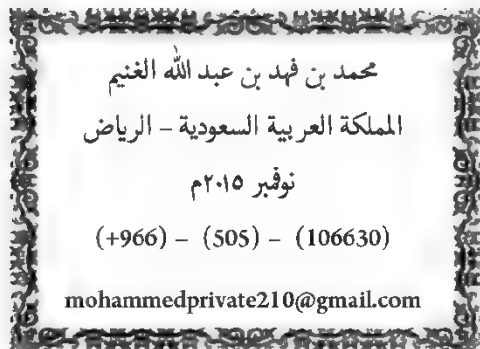 محمد بن فهد بن عبد الله الغنيم
المملكة العربية السعودية – الرياض
نوفمبر ٢٠١٥م
(+966) – (505) – (106630)
mohammedprivate210@gmail.com